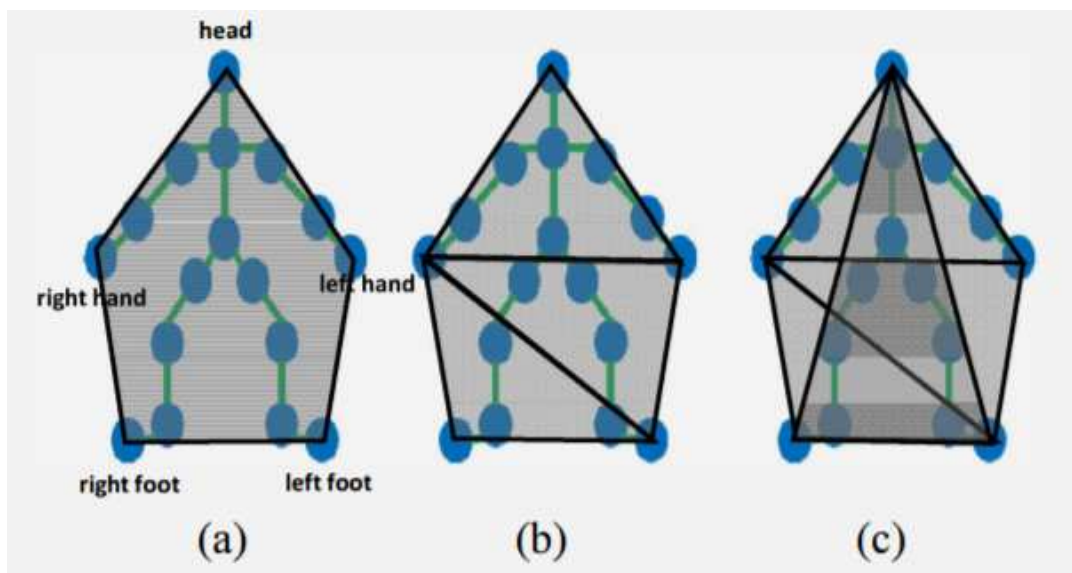 head
right hand
left hand
right foot
left foot
(a)
(b)
(c)